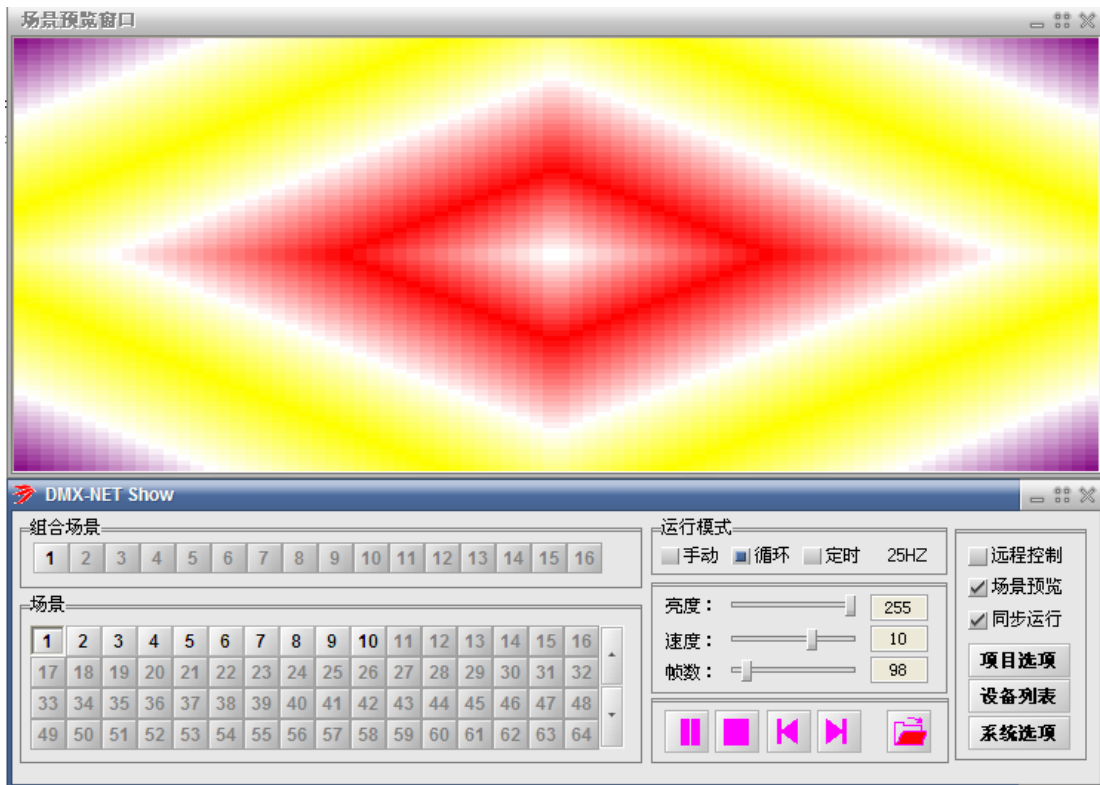 场景预览窗口
DMX-NET Show
组合场景
1 2 3 4 5 6 7 8 9 10 11 12 13 14 15 16
场景
1 2 3 4 5 6 7 8 9 10 11 12 13 14 15 16
17 18 19 20 21 22 23 24 25 26 27 28 29 30 31 32
33 34 35 36 37 38 39 40 41 42 43 44 45 46 47 48
49 50 51 52 53 54 55 56 57 58 59 60 61 62 63 64
运行模式
手动 循环 定时 25HZ
亮度： 255
速度： 10
帧数： 98
远程控制
场景预览
同步运行
项目选项
设备列表
系统选项